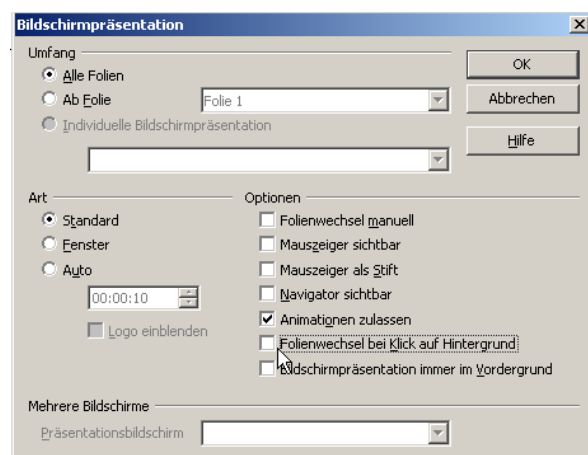 Bildschirmpräsentation
Umfang
Alle Folien
Ab Folie
Folie 1
Individuelle Bildschirmpräsentation
OK
Abbrechen
Hilfe
Art
Standard
Fenster
Auto
00:00:10
Logo einblenden
Optionen
Folienwechsel manuell
Mauszeiger sichtbar
Mauszeiger als Stift
Navigator sichtbar
Animationen zulassen
Folienwechsel bei Klick auf Hintergrund
Bildschirmpräsentation immer im Vordergrund
Mehrere Bildschirme
Präsentationsbildschirm